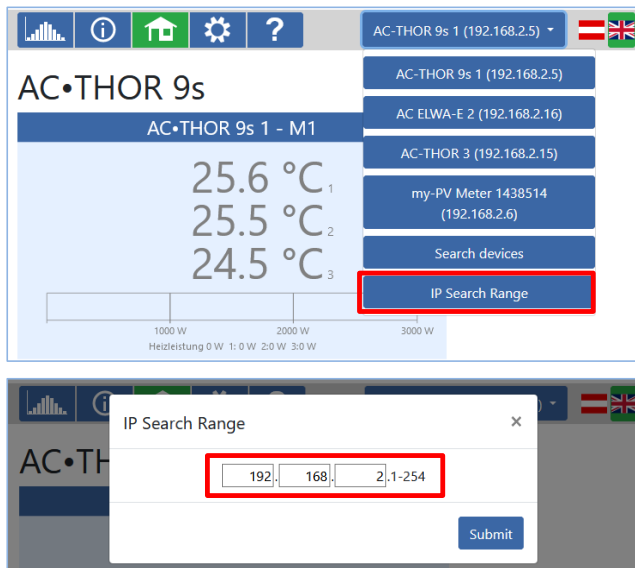 ?
AC-THOR 9s 1 (192.168.2.5)
AC•THOR 9s
AC-THOR 9s 1 (192.168.2.5)
AC•THOR 9s 1 - M1
AC ELWA-E 2 (192.168.2.16)
AC-THOR 3 (192.168.2.15)
25.6 °C 1
my-PV Meter 1438514
(192.168.2.6)
25.5 °C 2
Search devices
24.5 °C 3
IP Search Range
1000 W 2000 W 3000 W
Heizleistung 0 W 1: 0 W 2:0 W 3:0 W
IP Search Range ×
AC•TH
192. 168. 2.1-254
Submit